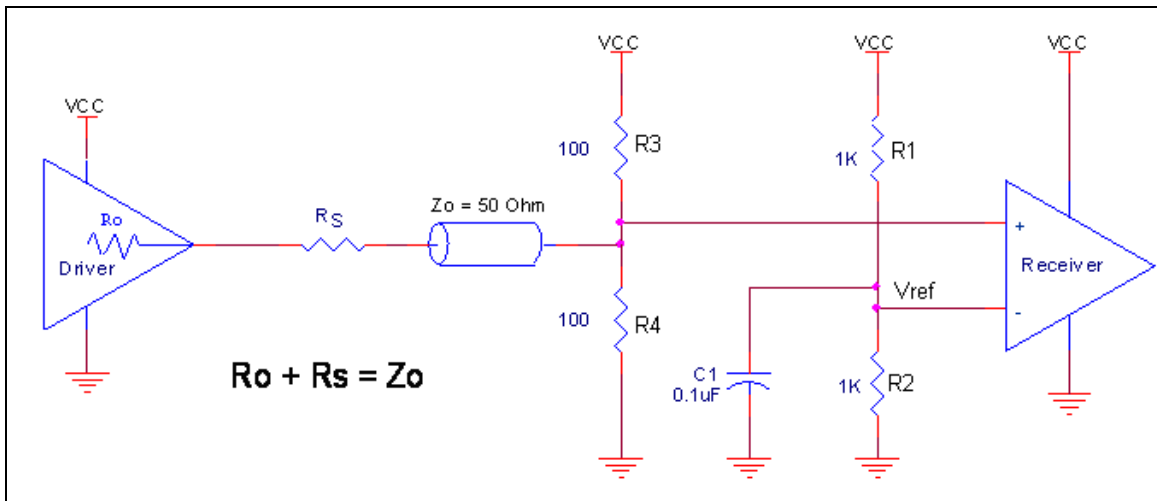 VCC
VCC
VCC
VCC
R3
100
R1
1K
Zo = 50 Ohm
RS
Ro
Driver
+
Receiver
Vref
-
R4
100
Ro + Rs = Zo
C1
0.1uF
R2
1K